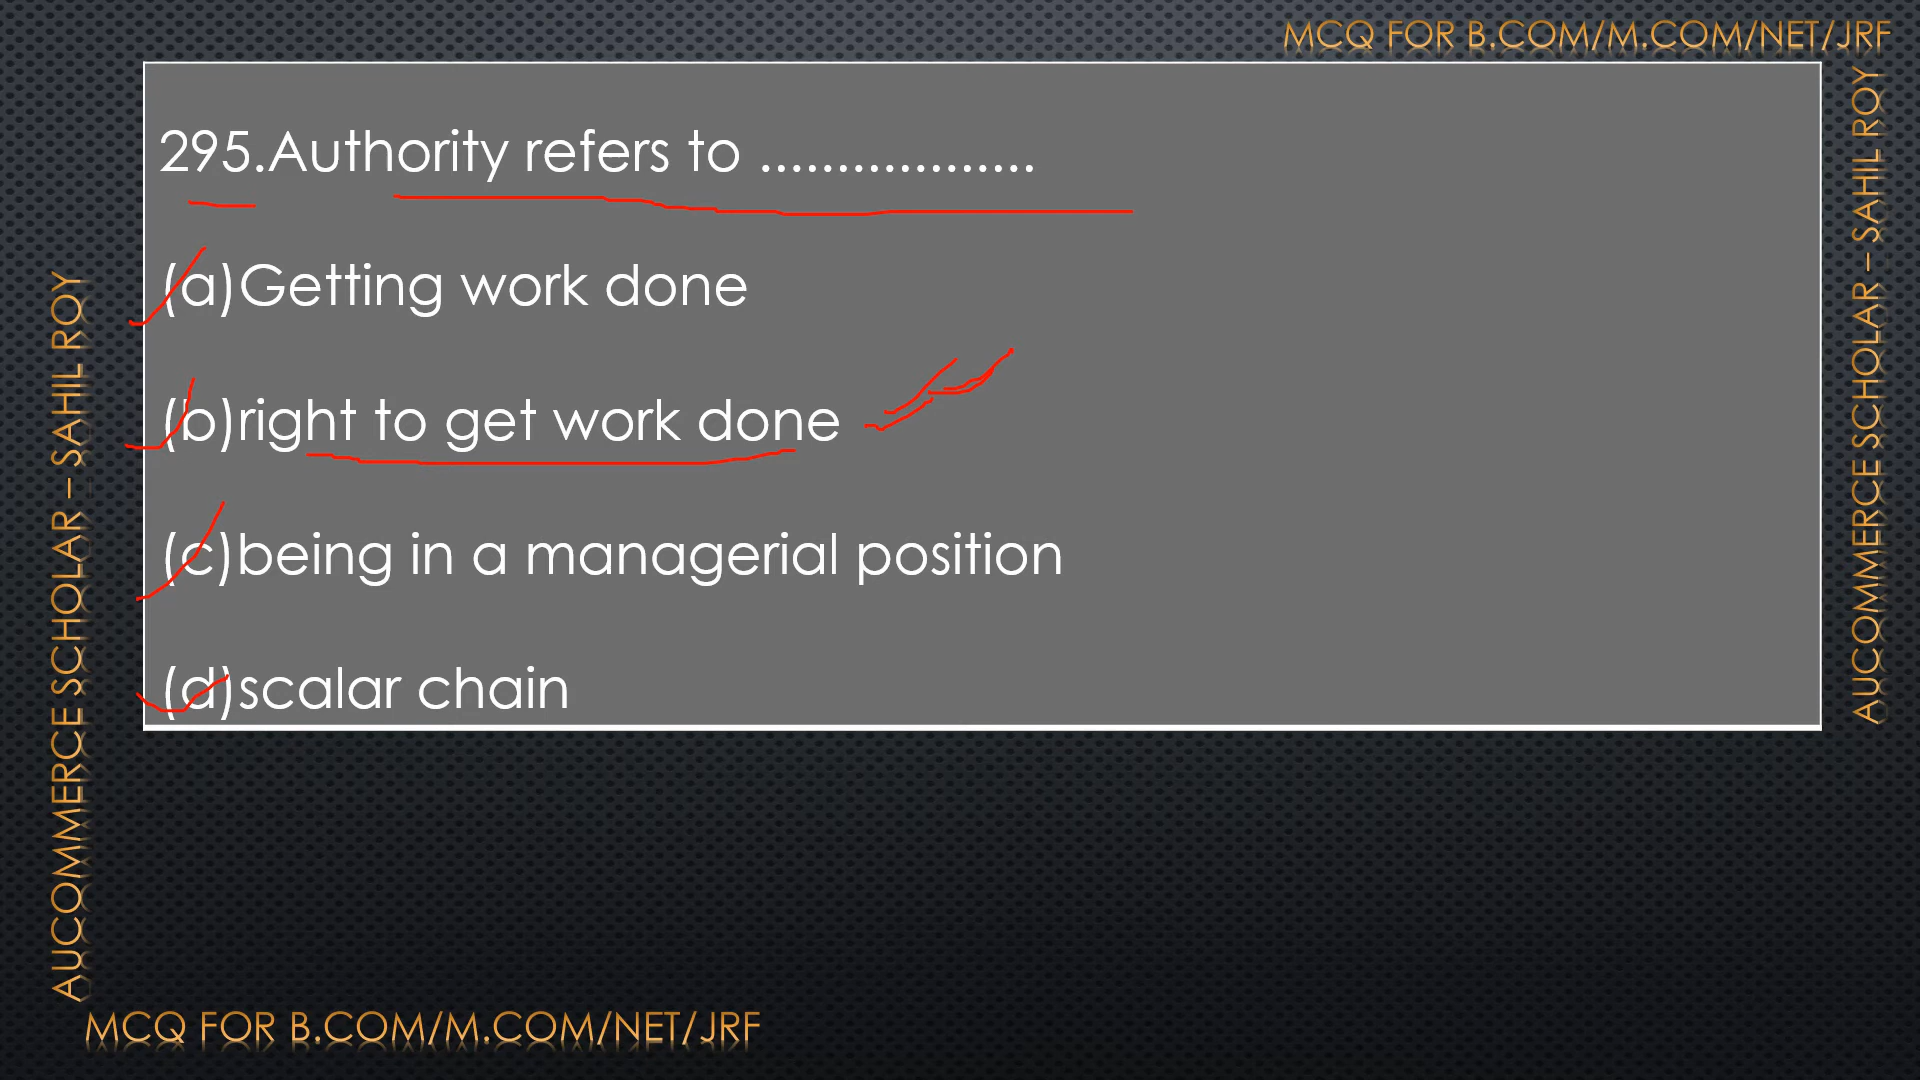 MCQ FOR B.COM/M.COM/NET/JRF
295.Authority refers to ..................
(a)Getting work done
(b)right to get work done
(c)being in a managerial position
(d)scalar chain
AUCOMMERCE SCHOLAR – SAHIL ROY
AUCOMMERCE SCHOLAR – SAHIL ROY
MCQ FOR B.COM/M.COM/NET/JRF